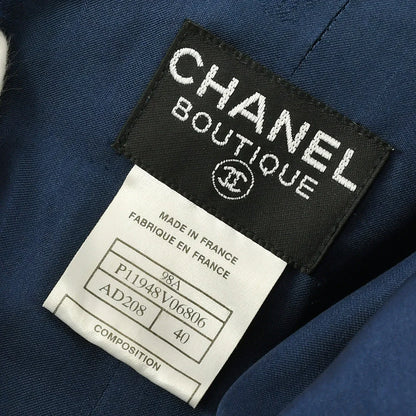 CHANEL
BOUTIQUE
MADE IN FRANCE
FABRIQUE EN FRANCE
98A
P11948V06806
AD208 40
COMPOSITION